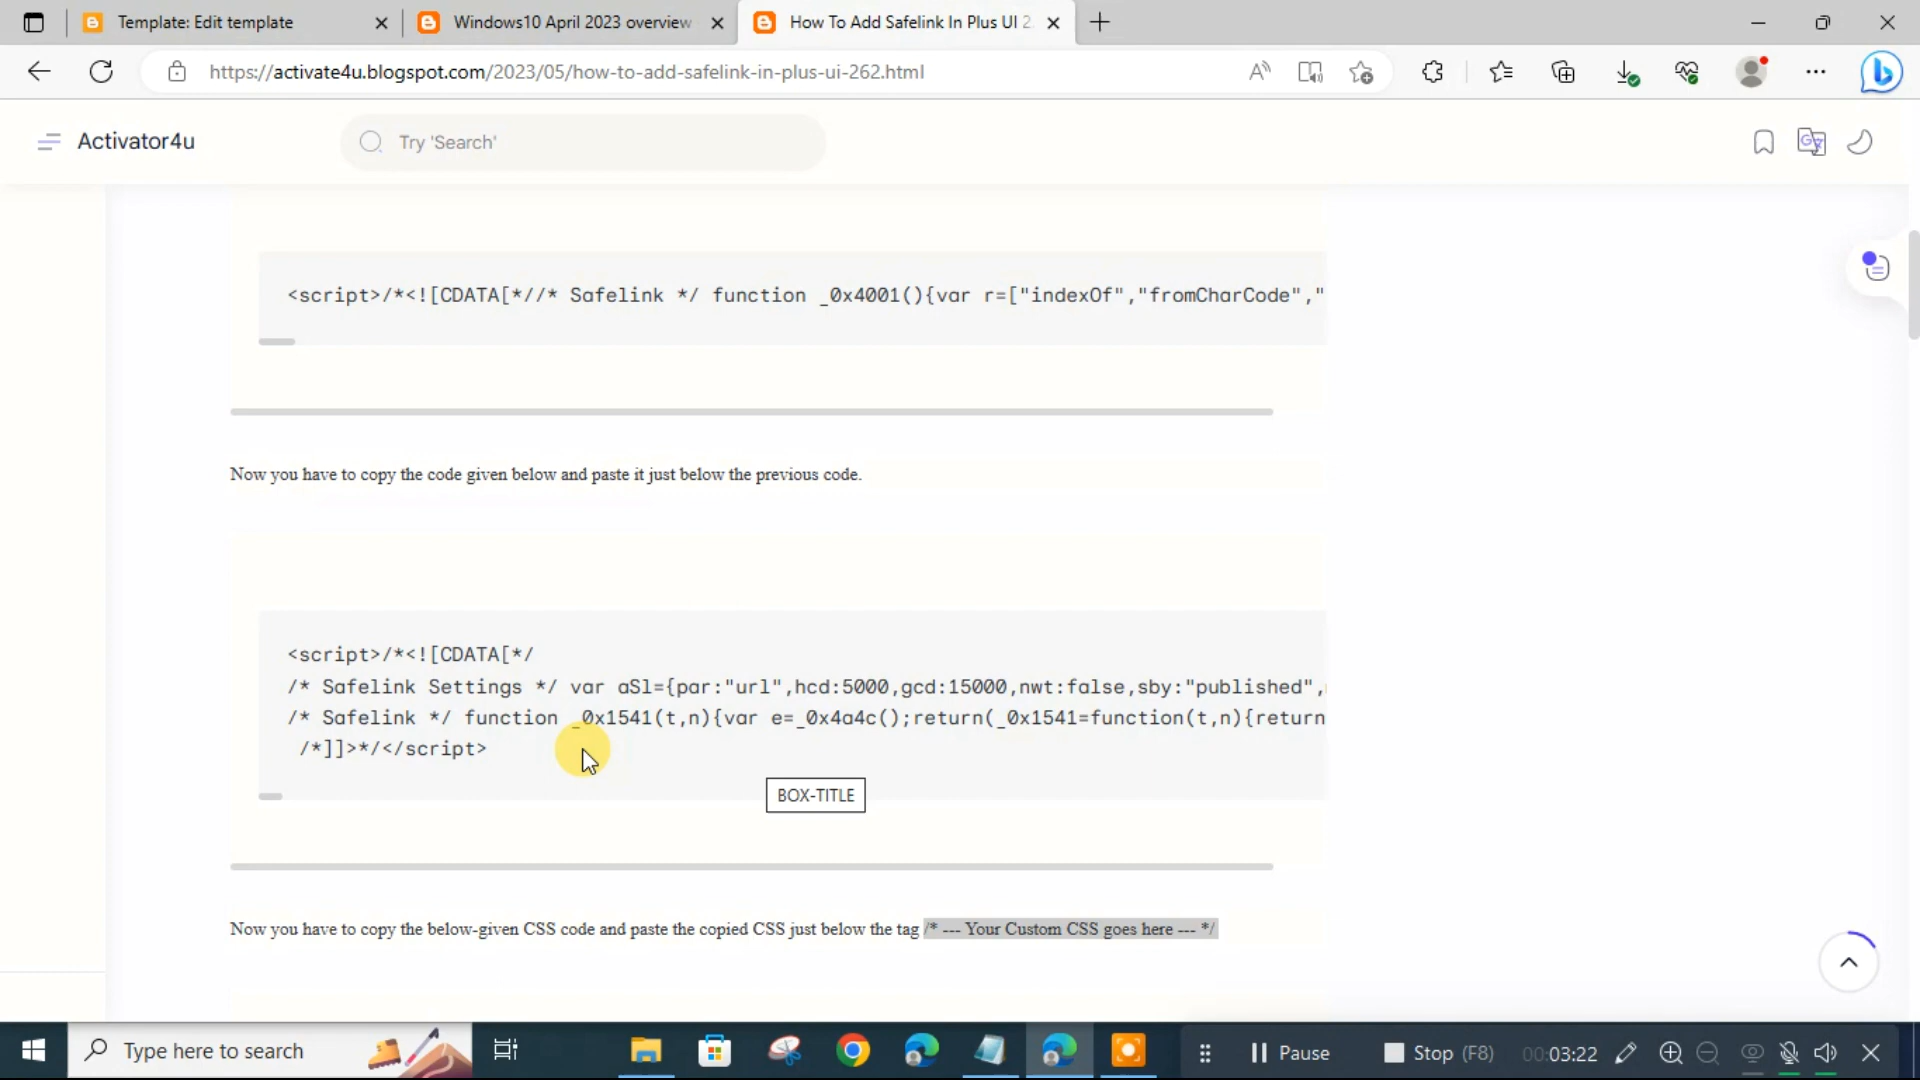 Template: Edit template
Windows10 April 2023 overview
How To Add Safelink In Plus UI 2.
https://activate4u.blogspot.com/2023/05/how-to-add-safelink-in-plus-ui-262.html
Activator4u
Try 'Search'
<script>/*<![CDATA[*//* Safelink */ function _0x4001(){var r=["indexOf","fromCharCode","
Now you have to copy the code given below and paste it just below the previous code.
<script>/*<![CDATA[*/
/* Safelink Settings */ var aSl={par:"url",hcd:5000,gcd:15000,nwt:false,sby:"published",
/* Safelink */ function _0x1541(t,n){var e=_0x4a4c();return(_0x1541=function(t,n){return
/*]]>*/</script>
BOX-TITLE
Now you have to copy the below-given CSS code and paste the copied CSS just below the tag /* --- Your Custom CSS goes here --- */
Type here to search
Pause
Stop (F8)
00:03:22